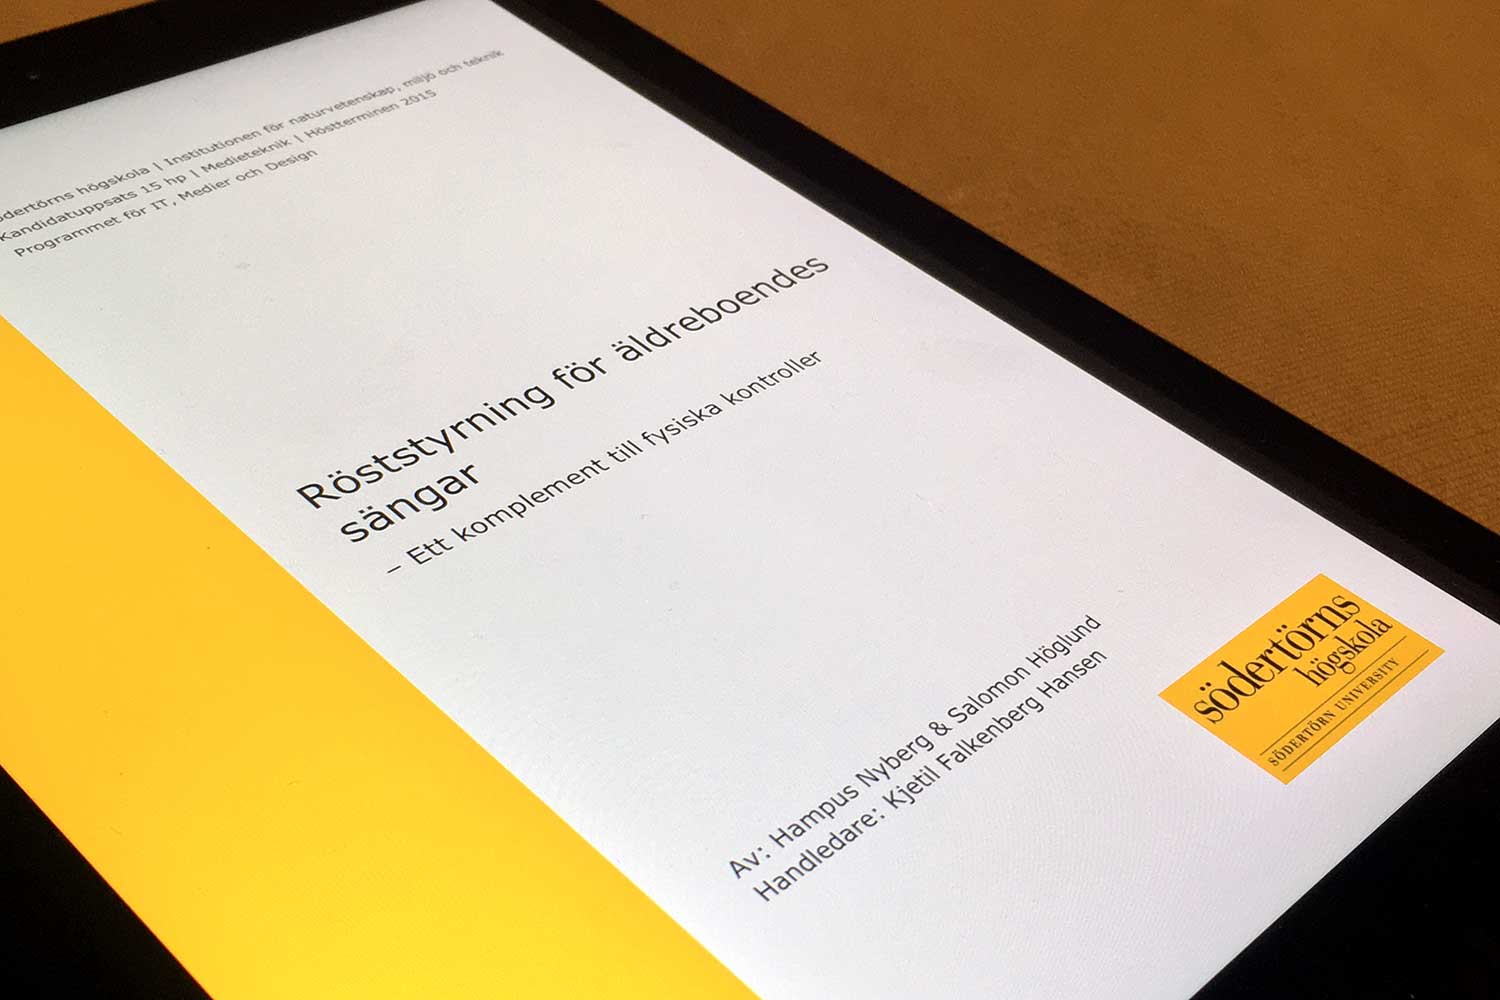 dertörns högskola | Institutionen för naturvetenskap, miljö och teknik
Kandidatuppsats 15 hp | Medieteknik | Höstterminen 2015
Programmet för IT, Medier och Design
Röststyrning för äldreboendes
sängar
– Ett komplement till fysiska kontroller
Av: Hampus Nyberg & Salomon Höglund
Handledare: Kjetil Falkenberg Hansen
södertörns
högskola
SÖDERTÖRN UNIVERSITY